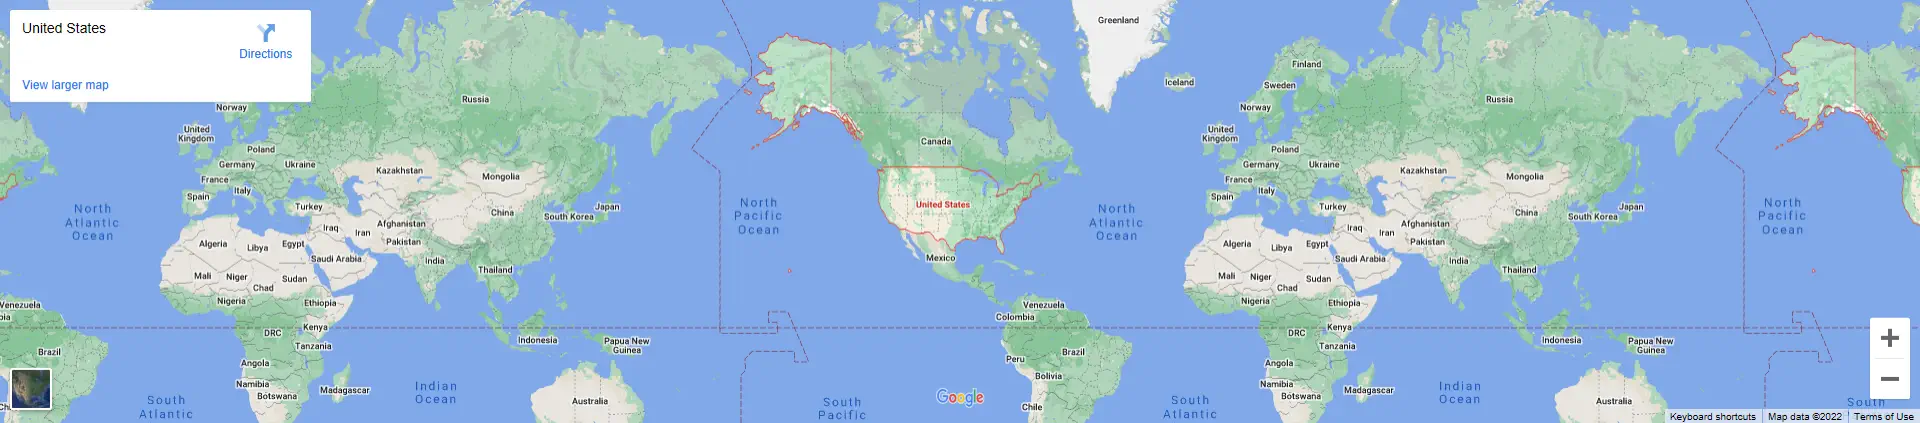 United States
Directions
View larger map
Greenland
Iceland
Finland
Sweden
Norway
Russia
Norway
Russia
United
Kingdom
Poland
Germany
Ukraine
France
Italy
Spain
Turkey
Kazakhstan
Mongolia
China
South Korea
Japan
Iraq
Iran
Afghanistan
Pakistan
Algeria
Libya
Egypt
Saudi Arabia
India
Mali
Niger
Chad
Sudan
Thailand
Nigeria
Ethiopia
DRC
Kenya
Tanzania
Indonesia
Papua New
Guinea
Angola
Namibia
Botswana
Madagascar
Australia
North
Atlantic
Ocean
Venezuela
Brazil
South
Atlantic
Indian
Ocean
North
Pacific
Ocean
South
Pacific
Canada
United States
Mexico
Venezuela
Colombia
Peru
Brazil
Bolivia
Chile
Google
North
Atlantic
Ocean
South
Atlantic
United
Kingdom
Poland
Germany
Ukraine
France
Italy
Spain
Turkey
Kazakhstan
Mongolia
China
South Korea
Japan
Iraq
Iran
Afghanistan
Pakistan
Algeria
Libya
Egypt
Saudi Arabia
India
Mali
Niger
Chad
Sudan
Thailand
Nigeria
Ethiopia
DRC
Kenya
Tanzania
Indonesia
Papua New
Guinea
Angola
Namibia
Botswana
Madagascar
Australia
Indian
Ocean
North
Pacific
Ocean
South
Keyboard shortcuts
Map data ©2022
Terms of Use